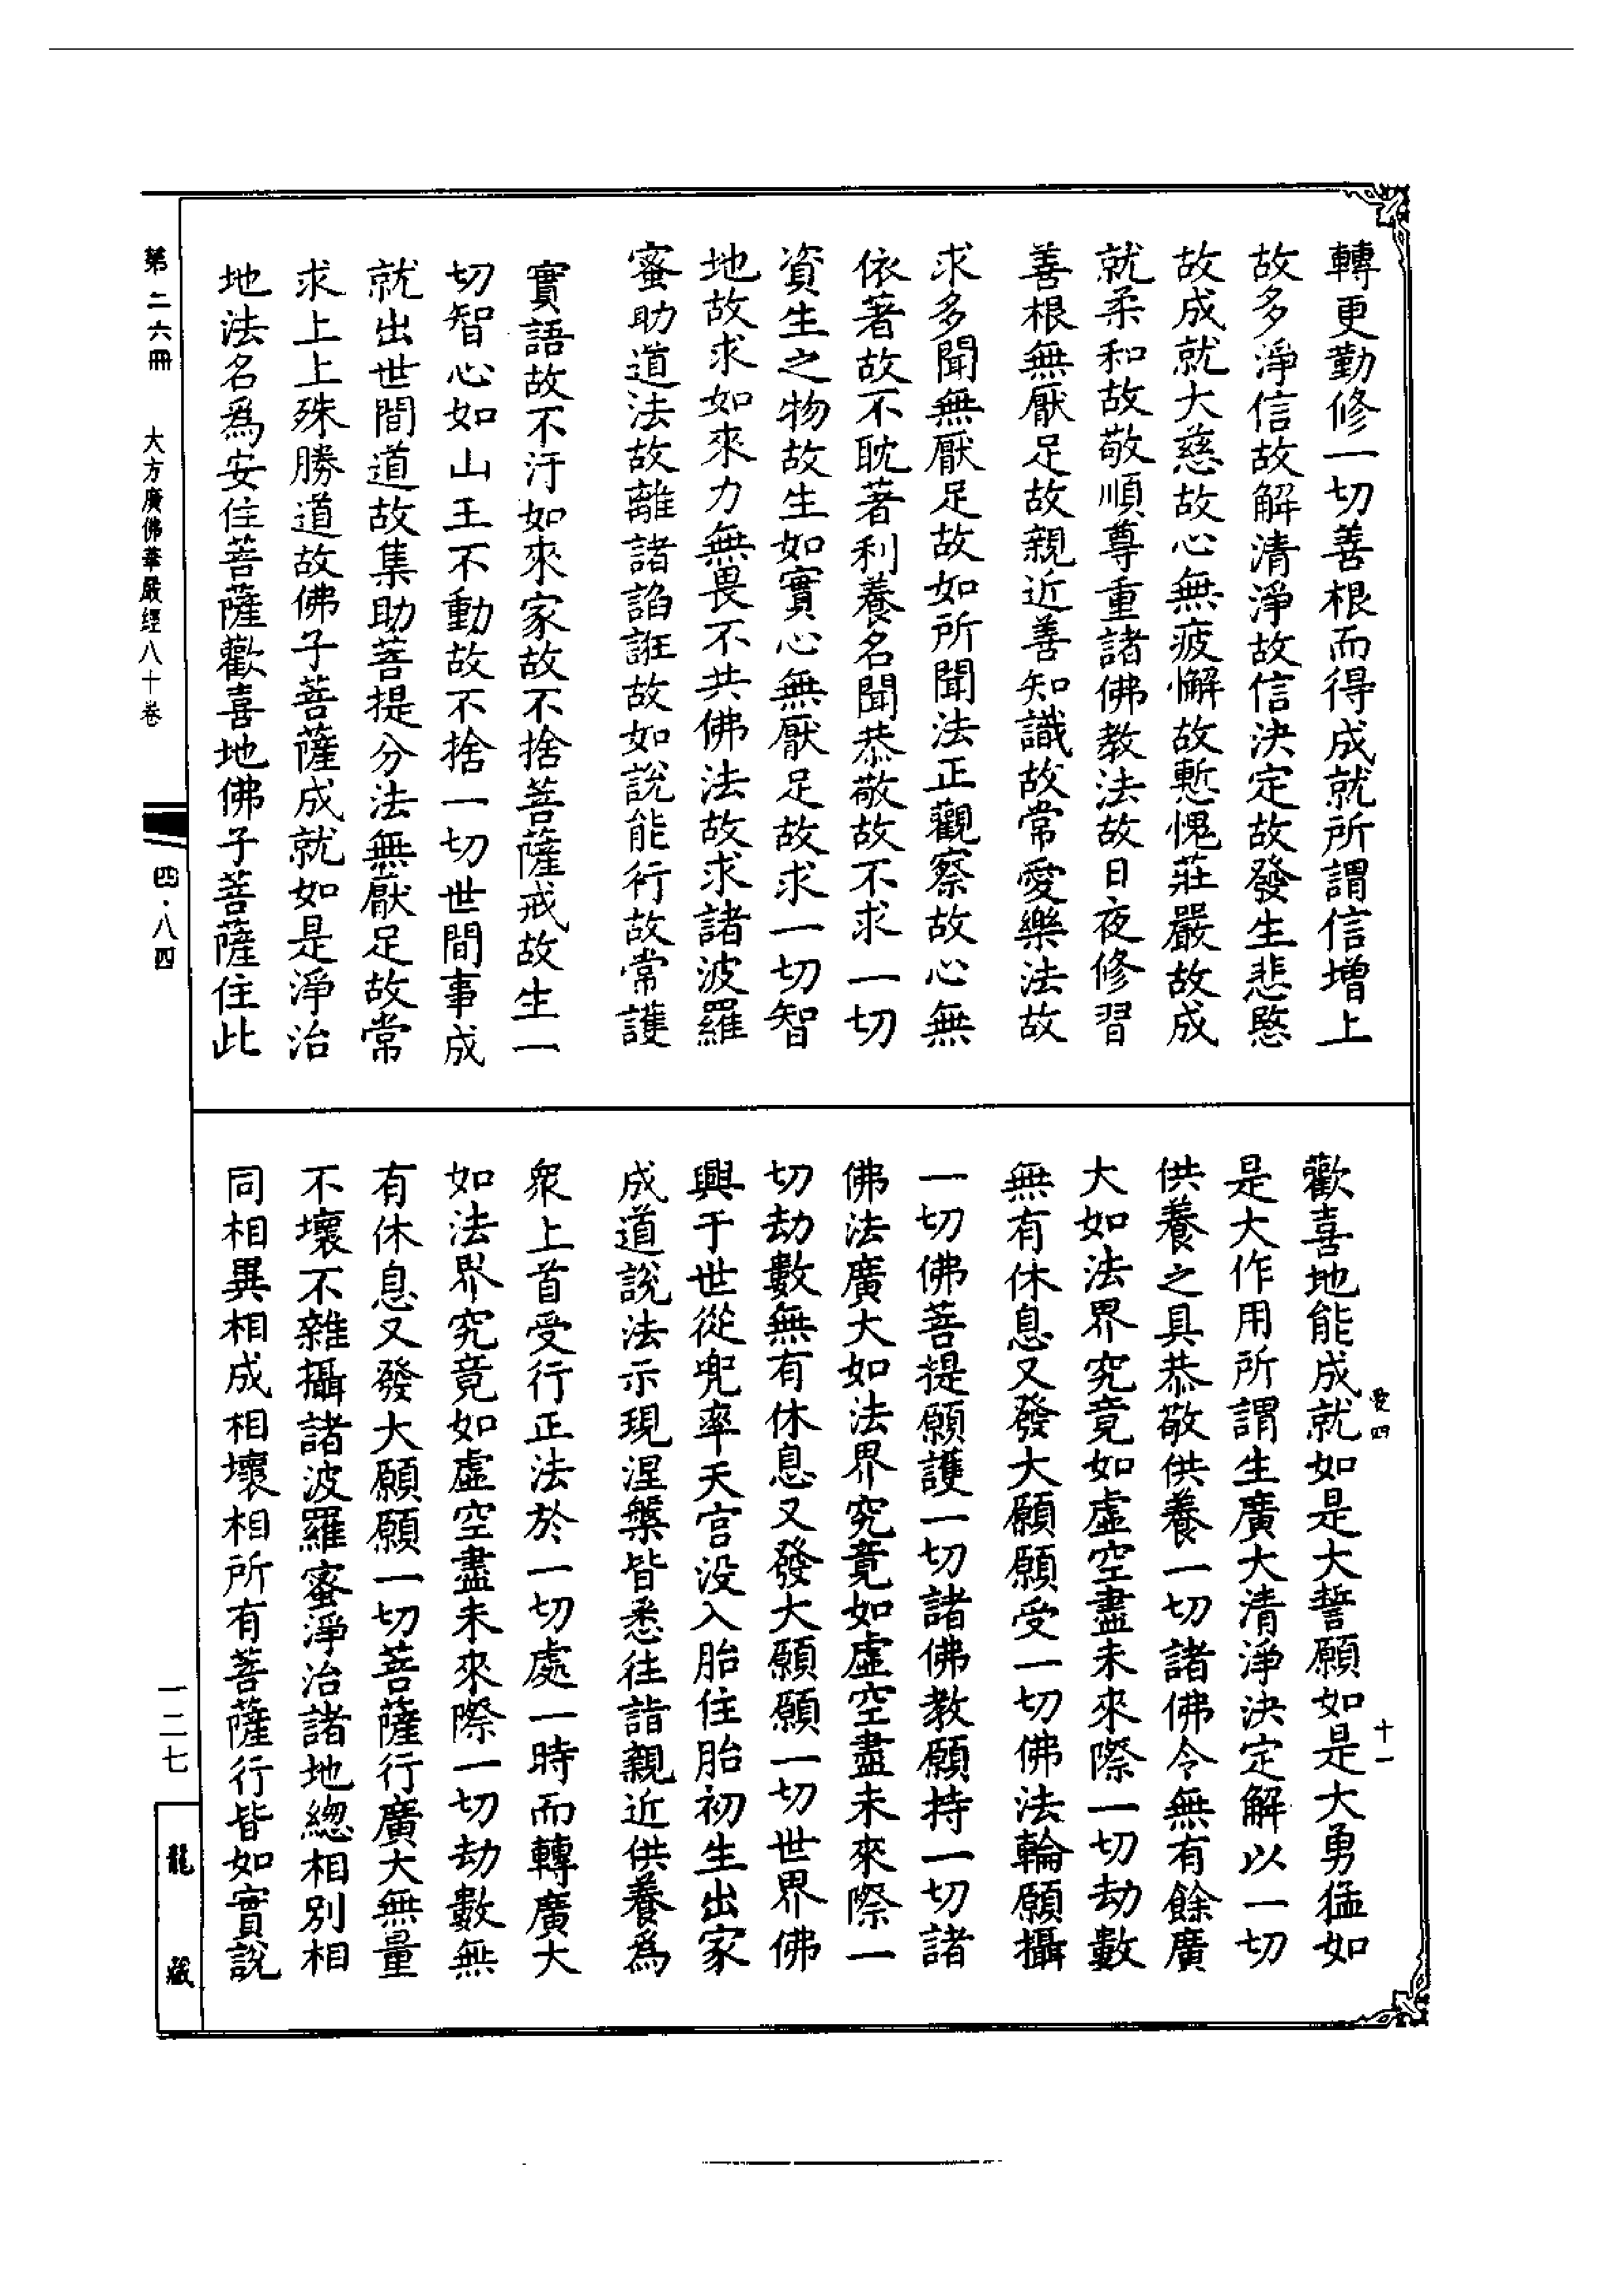 轉更勤修一切善根而得成就所謂信增上
故多淨信故解清淨故信決定故發生悲愍
故成就大慈故心無疲懈故慙愧莊嚴故成
就柔和故敬順尊重諸佛教法故日夜修習
善根無厭足故親近善知識故常愛樂法故
求多聞無厭足故如所聞法正觀察故心無
依著故不耽著利養名聞恭敬故不求一切
資生之物故生如實心無厭足故求一切智
地故求如來力無畏不共佛法故求諸波羅
蜜助道法故離諸諂誑故如說能行故常護
實語故不汙如來家故不捨菩薩戒故生一
切智心如山王不動故不捨一切世間事成
就出世間道故集助菩提分法無厭足故常
求上上殊勝道故佛子菩薩成就如是淨治
地法名為安住菩薩歡喜地佛子菩薩住此
歡喜地能成就如是大誓願如是大勇猛如
是大作用所謂生廣大清淨決定解以一切
供養之具恭敬供養一切諸佛令無有餘廣
大如法界究竟如虛空盡未來際一切劫數
無有休息又發大願願受一切佛法輪願攝
一切佛菩提願護一切諸佛教願持一切諸
佛法廣大如法界究竟如虛空盡未來際一
切劫數無有休息又發大願願一切世界佛
興于世從兜率天宮沒入胎住胎初生出家
成道說法示現涅槃皆悉往詣親近供養為
眾上首受行正法於一切處一時而轉廣大
如法界究竟如虛空盡未來際一切劫數無
有休息又發大願願一切菩薩行廣大無量
不壞不雜攝諸波羅蜜淨治諸地總相別相
同相異相成相壞相所有菩薩行皆如實說
愛四
十一
第二六冊
大方廣佛華嚴經八十卷
四·八四
一二七
龍藏